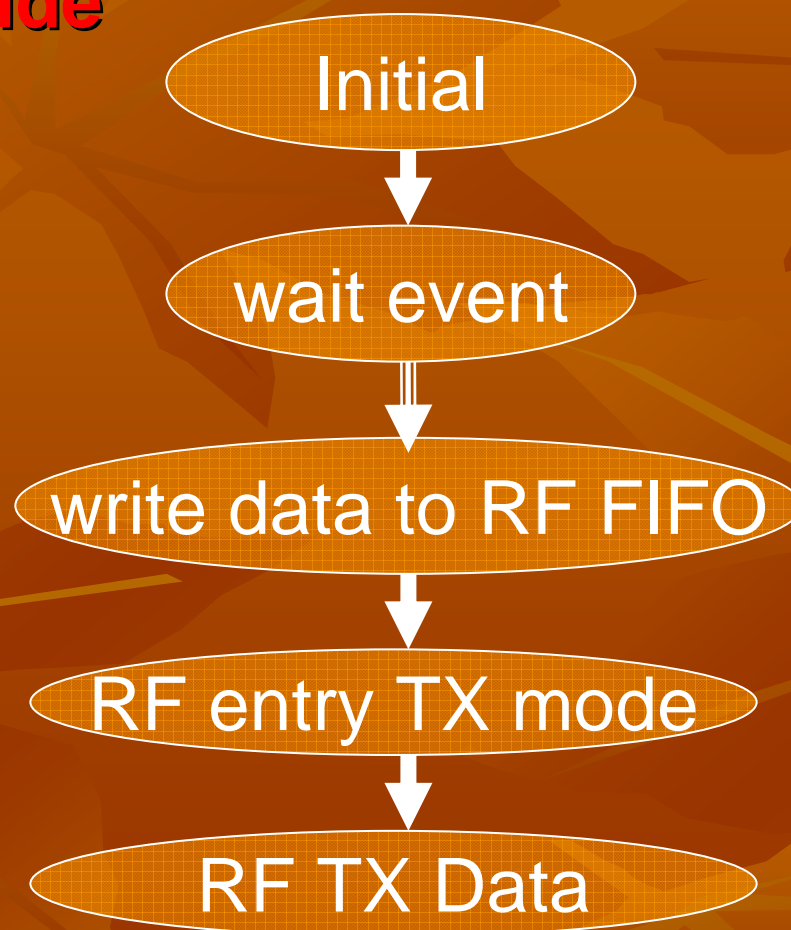 Initial
wait event
write data to RF FIFO
RF entry TX mode
RF TX Data